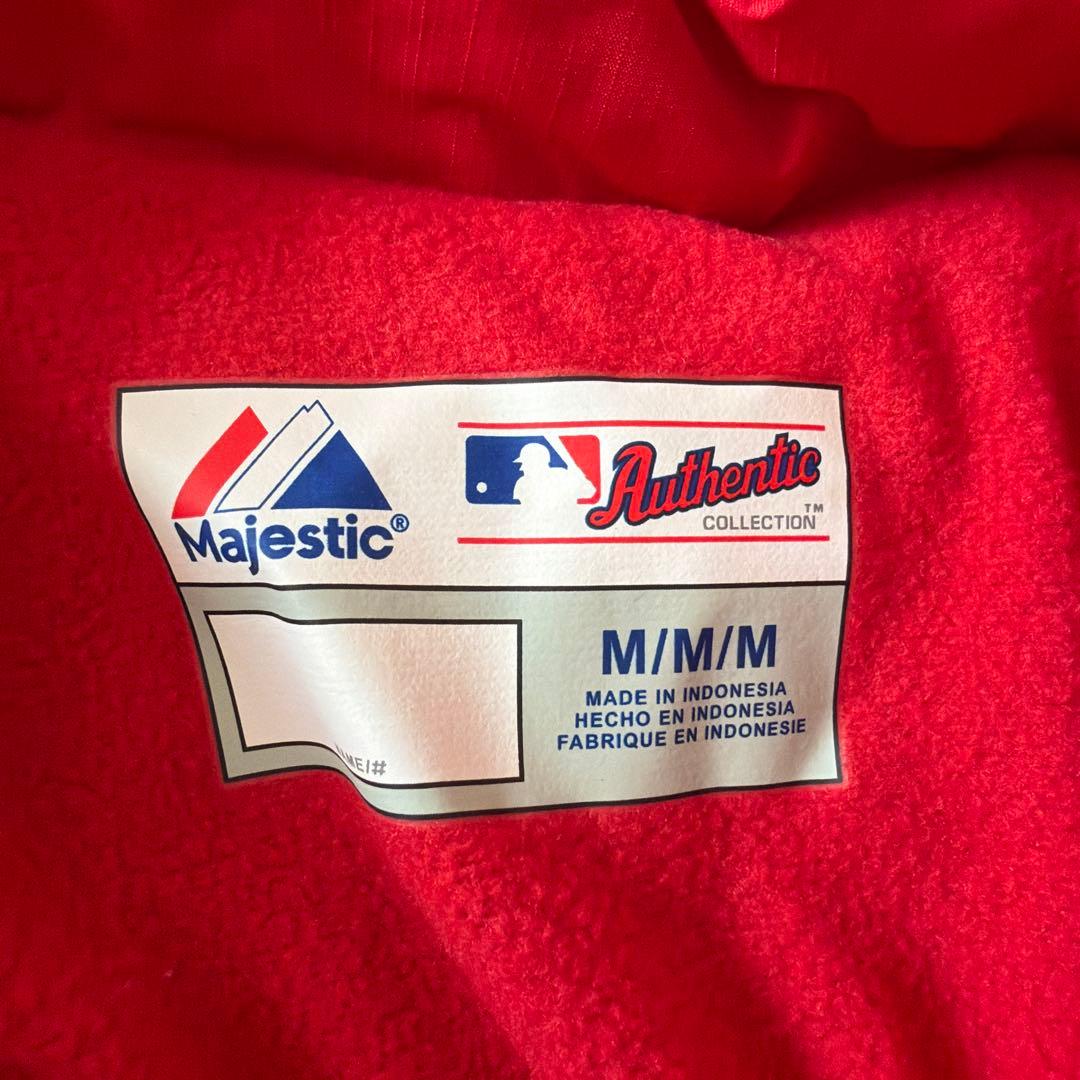 Majestic®
Authentic
COLLECTION™
M/M/M
MADE IN INDONESIA
HECHO EN INDONESIA
FABRIQUE EN INDONESIE